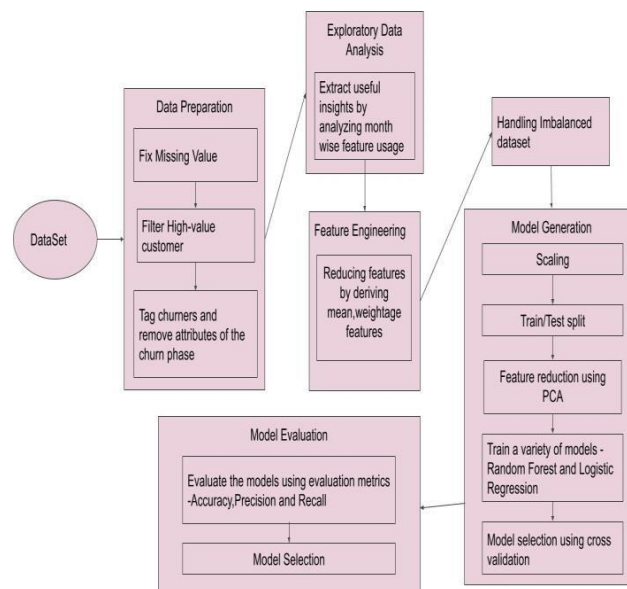 DataSet
Data Preparation
Fix Missing Value
Filter High-value
customer
Tag churners and
remove attributes of the
churn phase
Exploratory Data
Analysis
Extract useful
insights by
analyzing month
wise feature usage
Feature Engineering
Reducing features
by deriving
mean,weightage
features
Handling Imbalanced
dataset
Model Generation
Scaling
Train/Test split
Feature reduction using
PCA
Train a variety of models -
Random Forest and Logistic
Regression
Model selection using cross
validation
Model Evaluation
Evaluate the models using evaluation metrics
-Accuracy,Precision and Recall
Model Selection